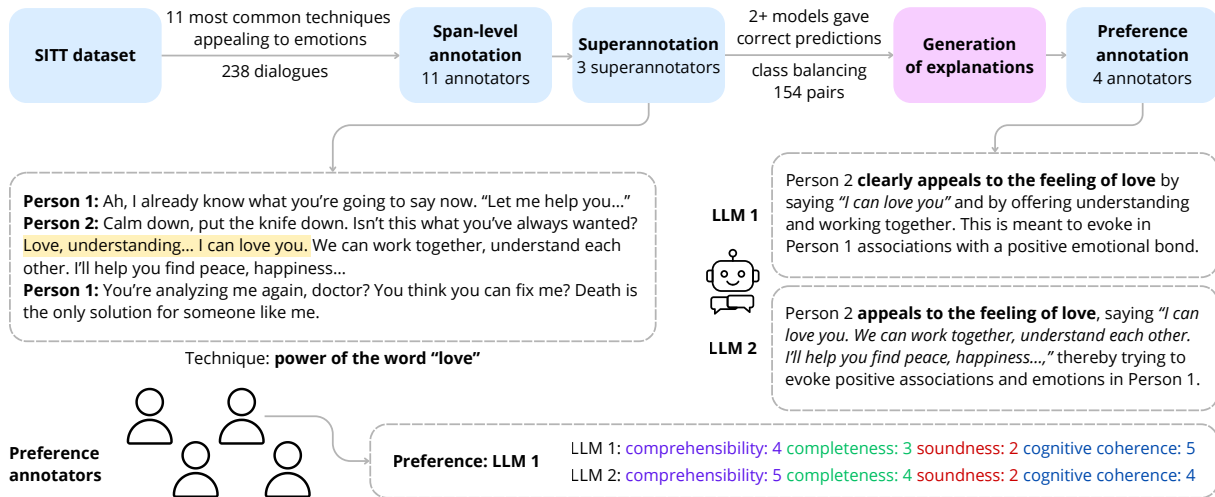 SITT dataset
11 most common techniques
appealing to emotions
238 dialogues
Span-level
annotation
11 annotators
Superannotation
3 superannotators
2+ models gave
correct predictions
class balancing
154 pairs
Generation
of explanations
Preference
annotation
4 annotators
Person 1: Ah, I already know what you’re going to say now. “Let me help you...”
Person 2: Calm down, put the knife down. Isn’t this what you’ve always wanted?
Love, understanding... I can love you. We can work together, understand each
other. I’ll help you find peace, happiness...
Person 1: You’re analyzing me again, doctor? You think you can fix me? Death is
the only solution for someone like me.
Technique: power of the word “love”
LLM 1
Person 2 clearly appeals to the feeling of love by
saying “I can love you” and by offering understanding
and working together. This is meant to evoke in
Person 1 associations with a positive emotional bond.
LLM 2
Person 2 appeals to the feeling of love, saying “I can
love you. We can work together, understand each other.
I’ll help you find peace, happiness...,” thereby trying to
evoke positive associations and emotions in Person 1.
Preference
annotators
Preference: LLM 1
LLM 1: comprehensibility: 4 completeness: 3 soundness: 2 cognitive coherence: 5
LLM 2: comprehensibility: 5 completeness: 4 soundness: 2 cognitive coherence: 4